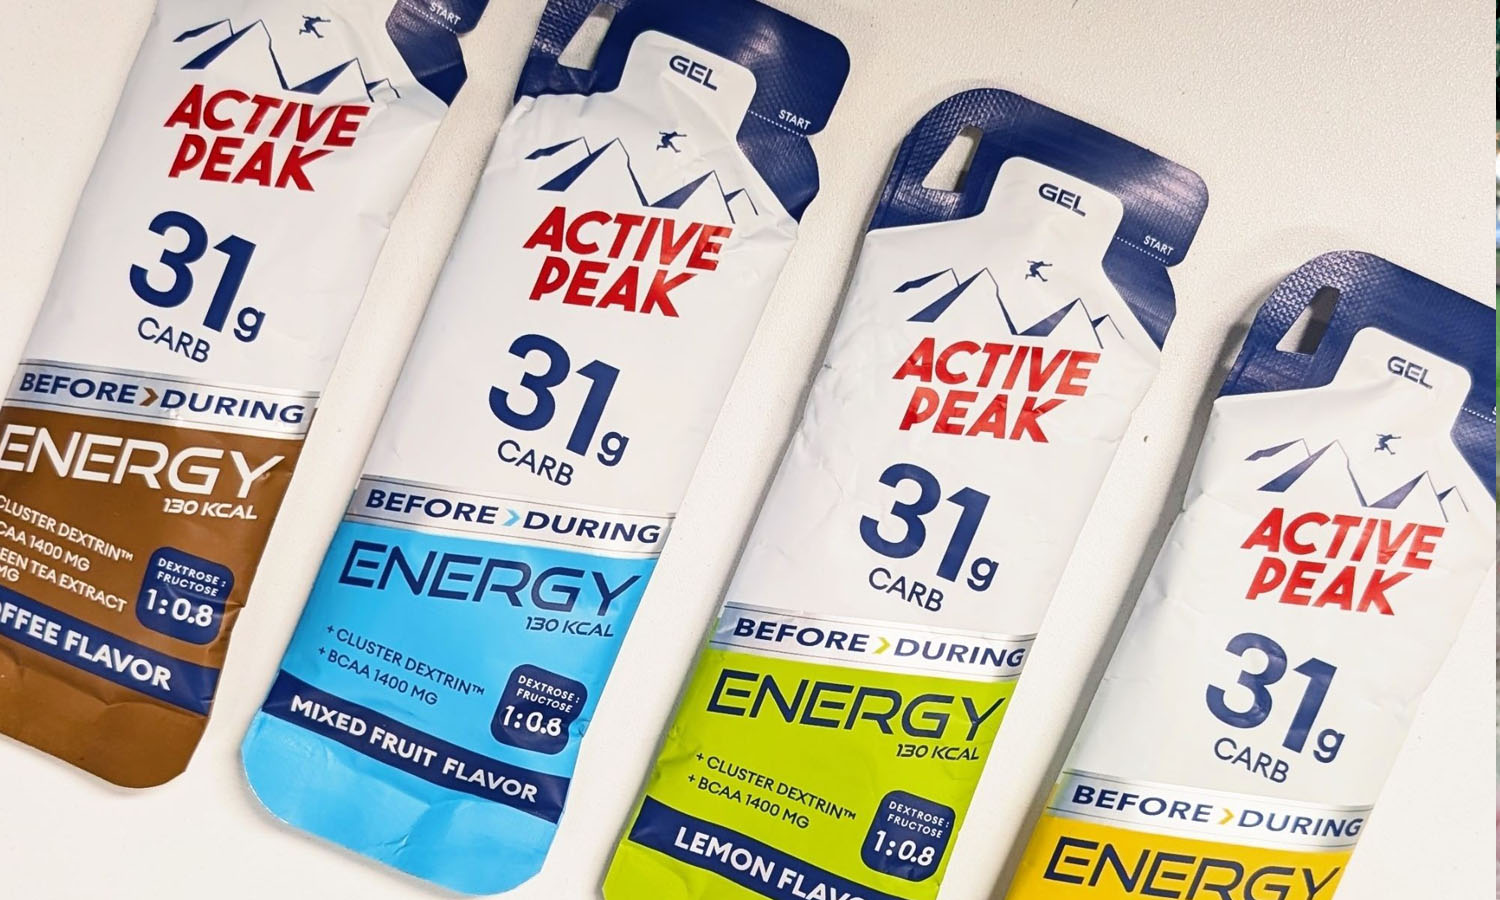 START
ACTIVE
PEAK
31g
CARB
BEFORE > DURING
ENERGY
130 KCAL
CLUSTER DEXTRIN™
BCAA 1400 MG
TEA EXTRACT
MG
DEXTROSE :
FRUCTOSE
1:0.8
FLAVOR
GEL
START
ACTIVE
PEAK
31g
CARB
BEFORE > DURING
ENERGY
130 KCAL
+ CLUSTER DEXTRIN™
+ BCAA 1400 MG
DEXTROSE :
FRUCTOSE
1:0.8
MIXED FRUIT FLAVOR
GEL
START
ACTIVE
PEAK
31g
CARB
BEFORE > DURING
ENERGY
130 KCAL
+ CLUSTER DEXTRIN™
+ BCAA 1400 MG
DEXTROSE :
FRUCTOSE
1:0.8
LEMON FLAVO
GEL
ACTIVE
PEAK
31g
CARB
BEFORE > DURING
ENERGY